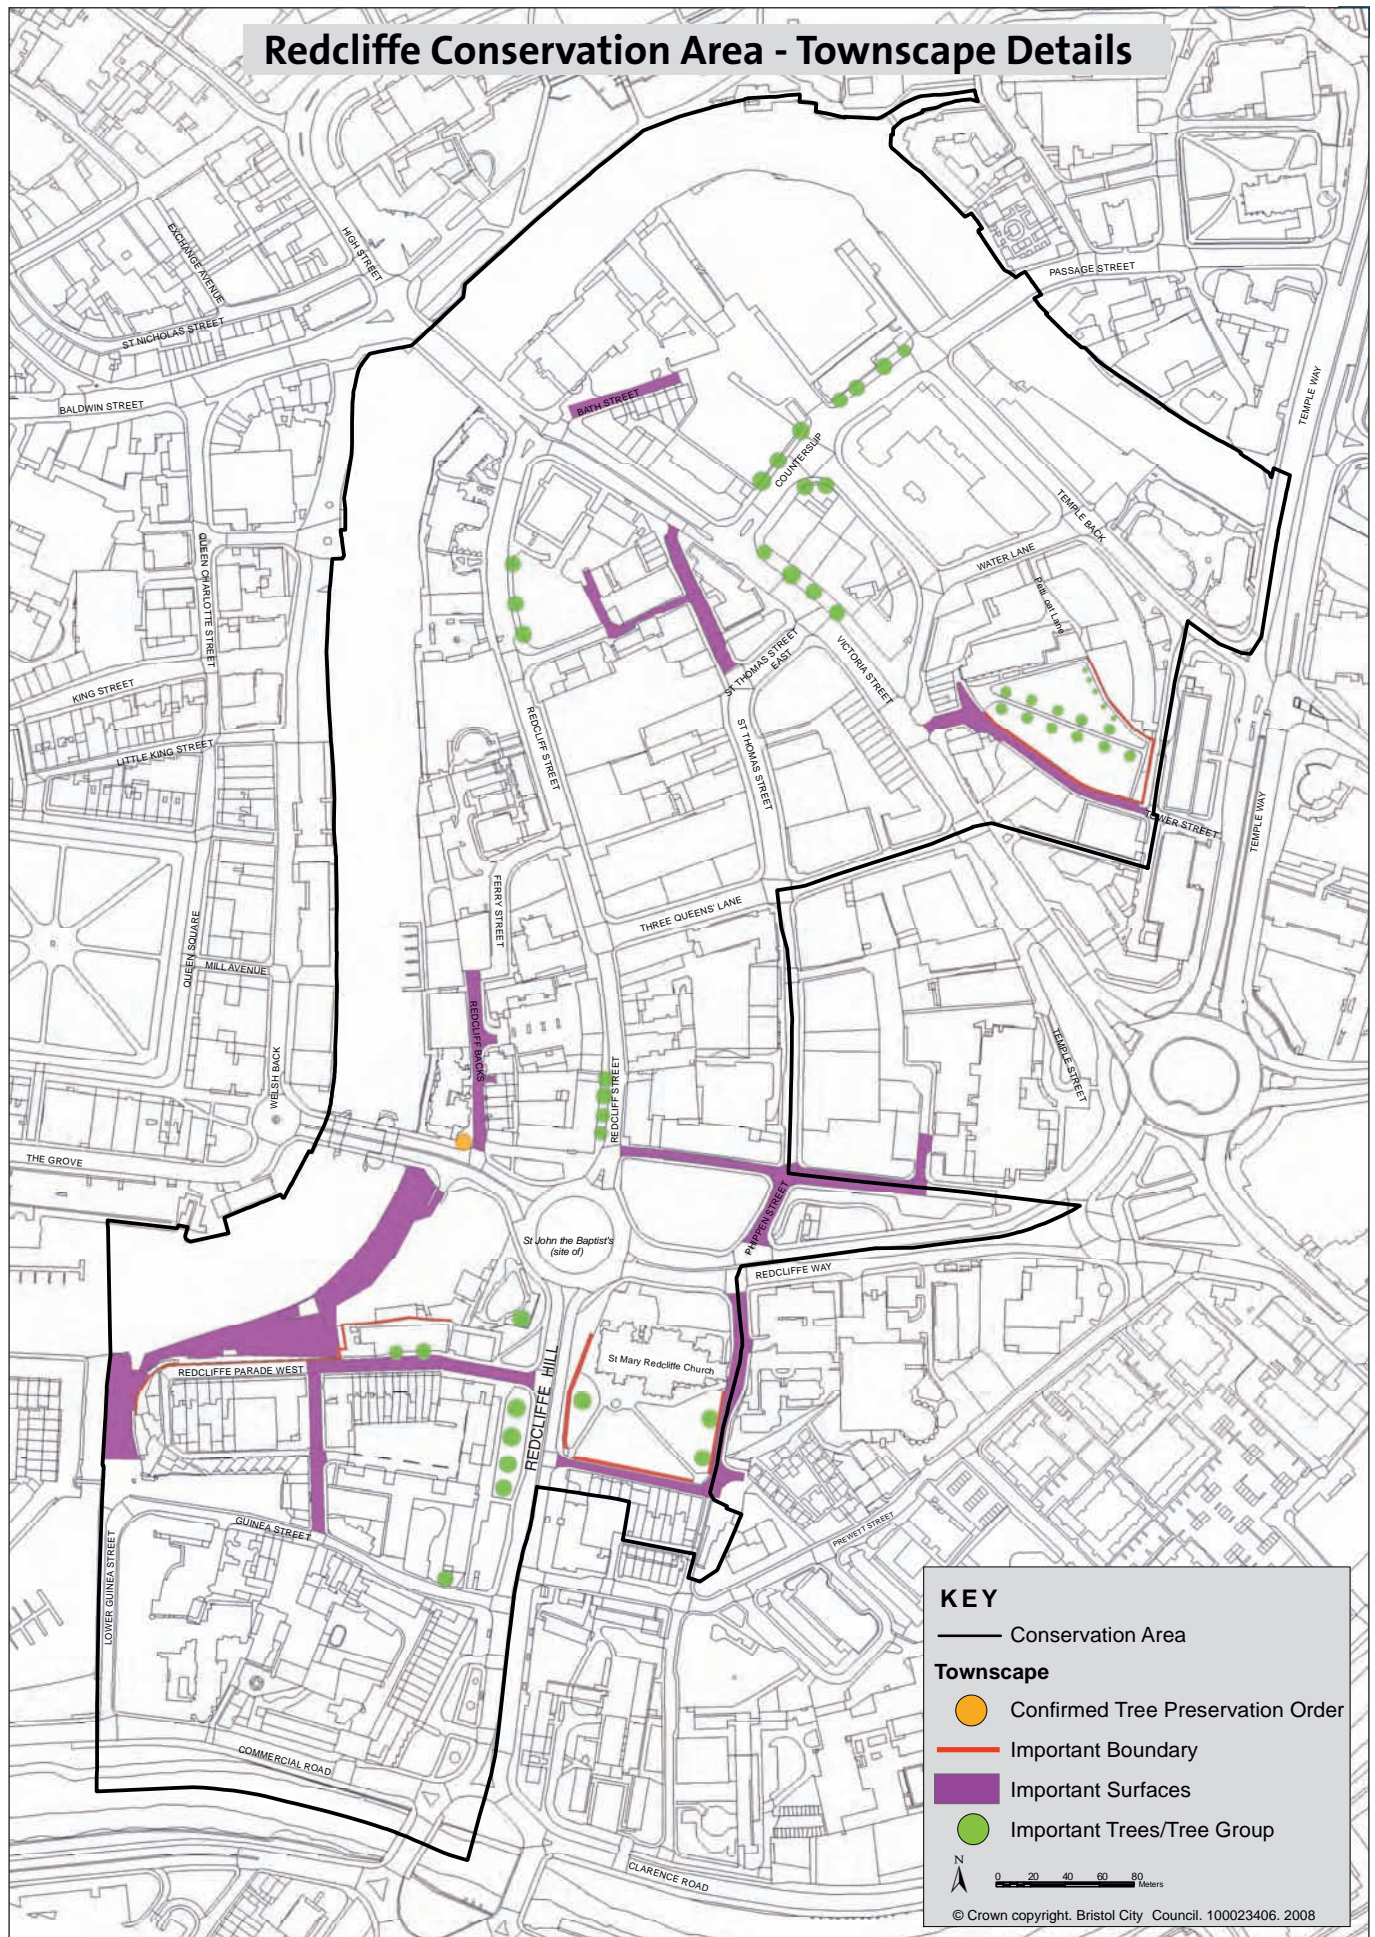 Redcliffe Conservation Area - Townscape Details
EXCHANGE AVENUE
HIGH STREET
ST NICHOLAS STREET
BALDWIN STREET
PASSAGE STREET
TEMPLE WAY
BATH STREET
COUNTERSLIP
TEMPLE BACK
WATER LANE
QUEEN CHARLOTTE STREET
ST THOMAS STREET
EAST
VICTORIA STREET
KING STREET
LITTLE KING STREET
REDCLIFF STREET
ST THOMAS STREET
TOWER STREET
TEMPLE WAY
FERRY STREET
THREE QUEENS' LANE
QUEEN SQUARE
MILL AVENUE
REDCLIFF BACKS
WELSH BACK
REDCLIFF STREET
TEMPLE STREET
THE GROVE
PHIPPEN STREET
St John the Baptist's
(site of)
REDCLIFFE WAY
REDCLIFFE PARADE WEST
REDCLIFFE HILL
St Mary Redcliffe Church
GUINEA STREET
PREWETT STREET
LOWER GUINEA STREET
COMMERCIAL ROAD
CLARENCE ROAD
KEY
Conservation Area
Townscape
Confirmed Tree Preservation Order
Important Boundary
Important Surfaces
Important Trees/Tree Group
N
0 20 40 60 80
Meters
© Crown copyright. Bristol City Council. 100023406. 2008